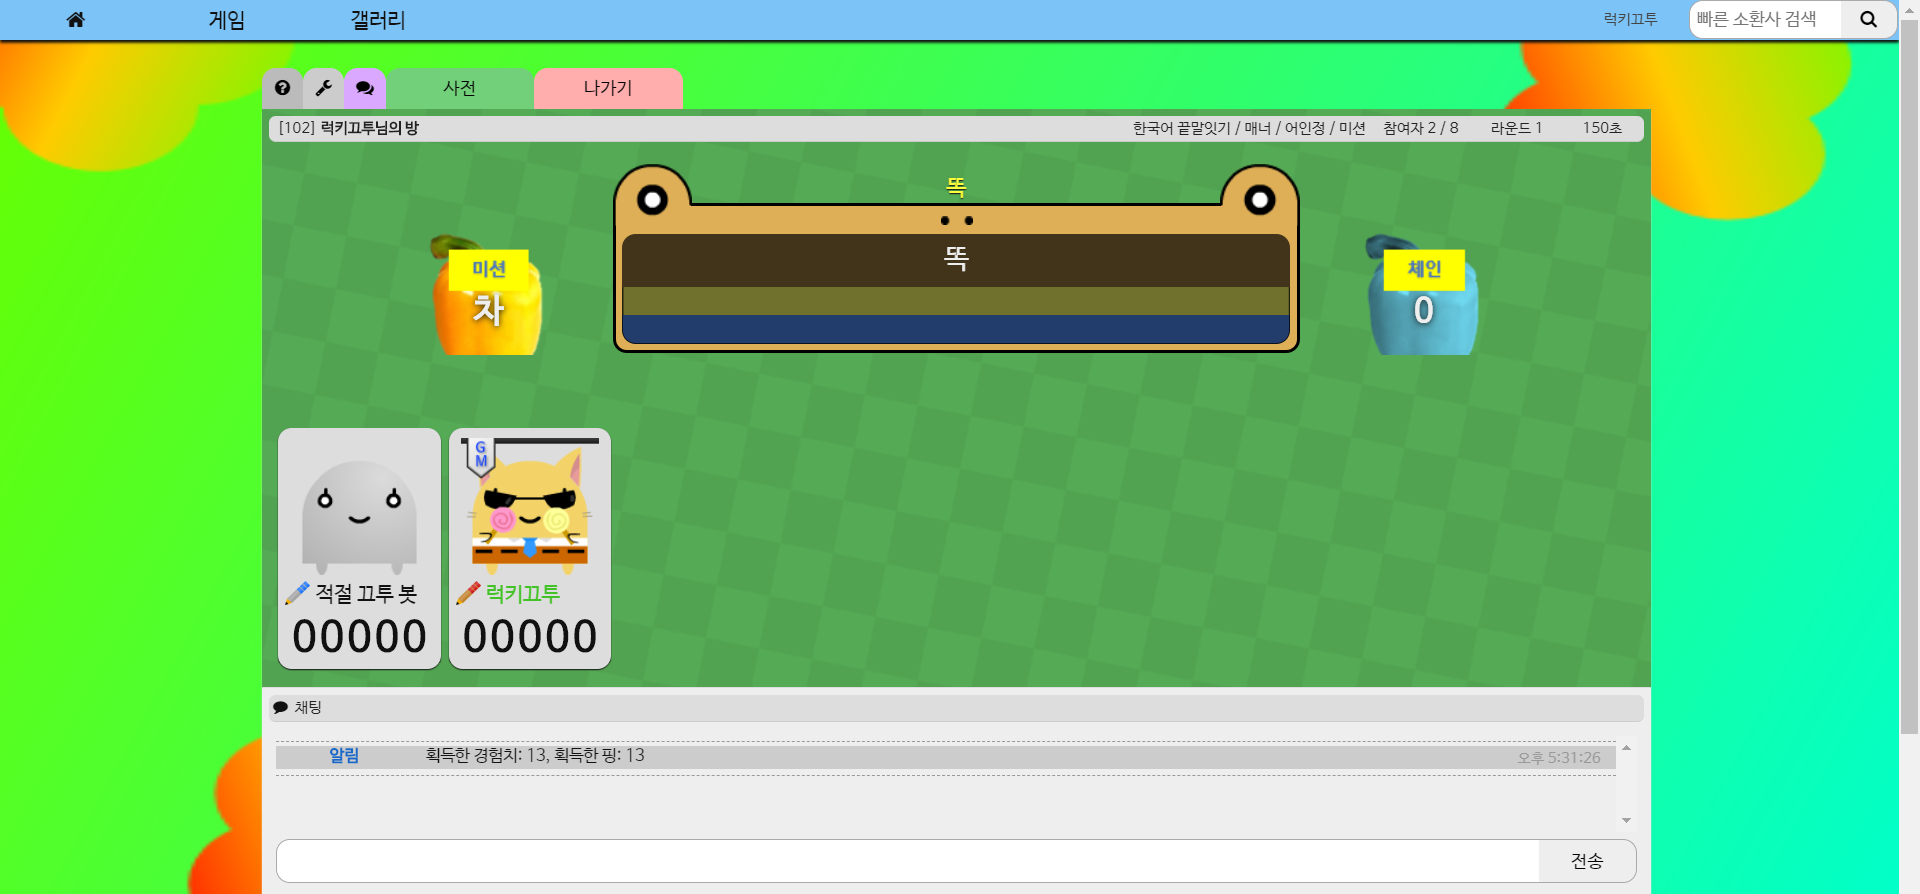 게임 갤러리 럭키끄투 빠른 소환사 검색
사전 나가기
[102] 럭키끄투님의 방 한국어 끝말잇기 / 매너 / 어인정 / 미션 참여자 2 / 8 라운드 1 150초
똑
미션
차
똑
체인
0
G
M
적절 끄투 봇
00000
럭키끄투
00000
채팅
알림 획득한 경험치: 13, 획득한 핑: 13 오후 5:31:26
전송